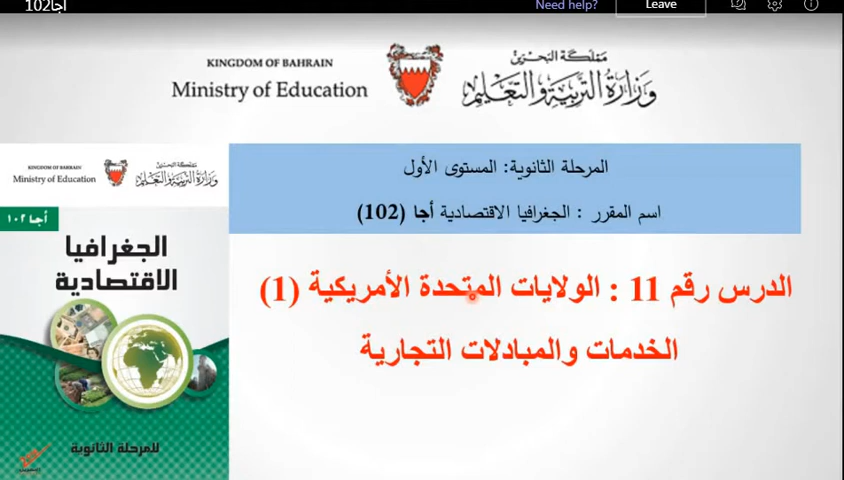 اجا102
Need help?
Leave
KINGDOM OF BAHRAIN
Ministry of Education
مملكة البحرين
وزارة التربية والتعليم
المرحلة الثانوية: المستوى الأول
اسم المقرر : الجغرافيا الاقتصادية أجا (102)
الدرس رقم 11 : الولايات المتحدة الأمريكية (1)
الخدمات والمبادلات التجارية
KINGDOM OF BAHRAIN
Ministry of Education
مملكة البحرين
وزارة التربية والتعليم
أجا ١٠٢
الجغرافيا
الاقتصادية
للمرحلة الثانوية